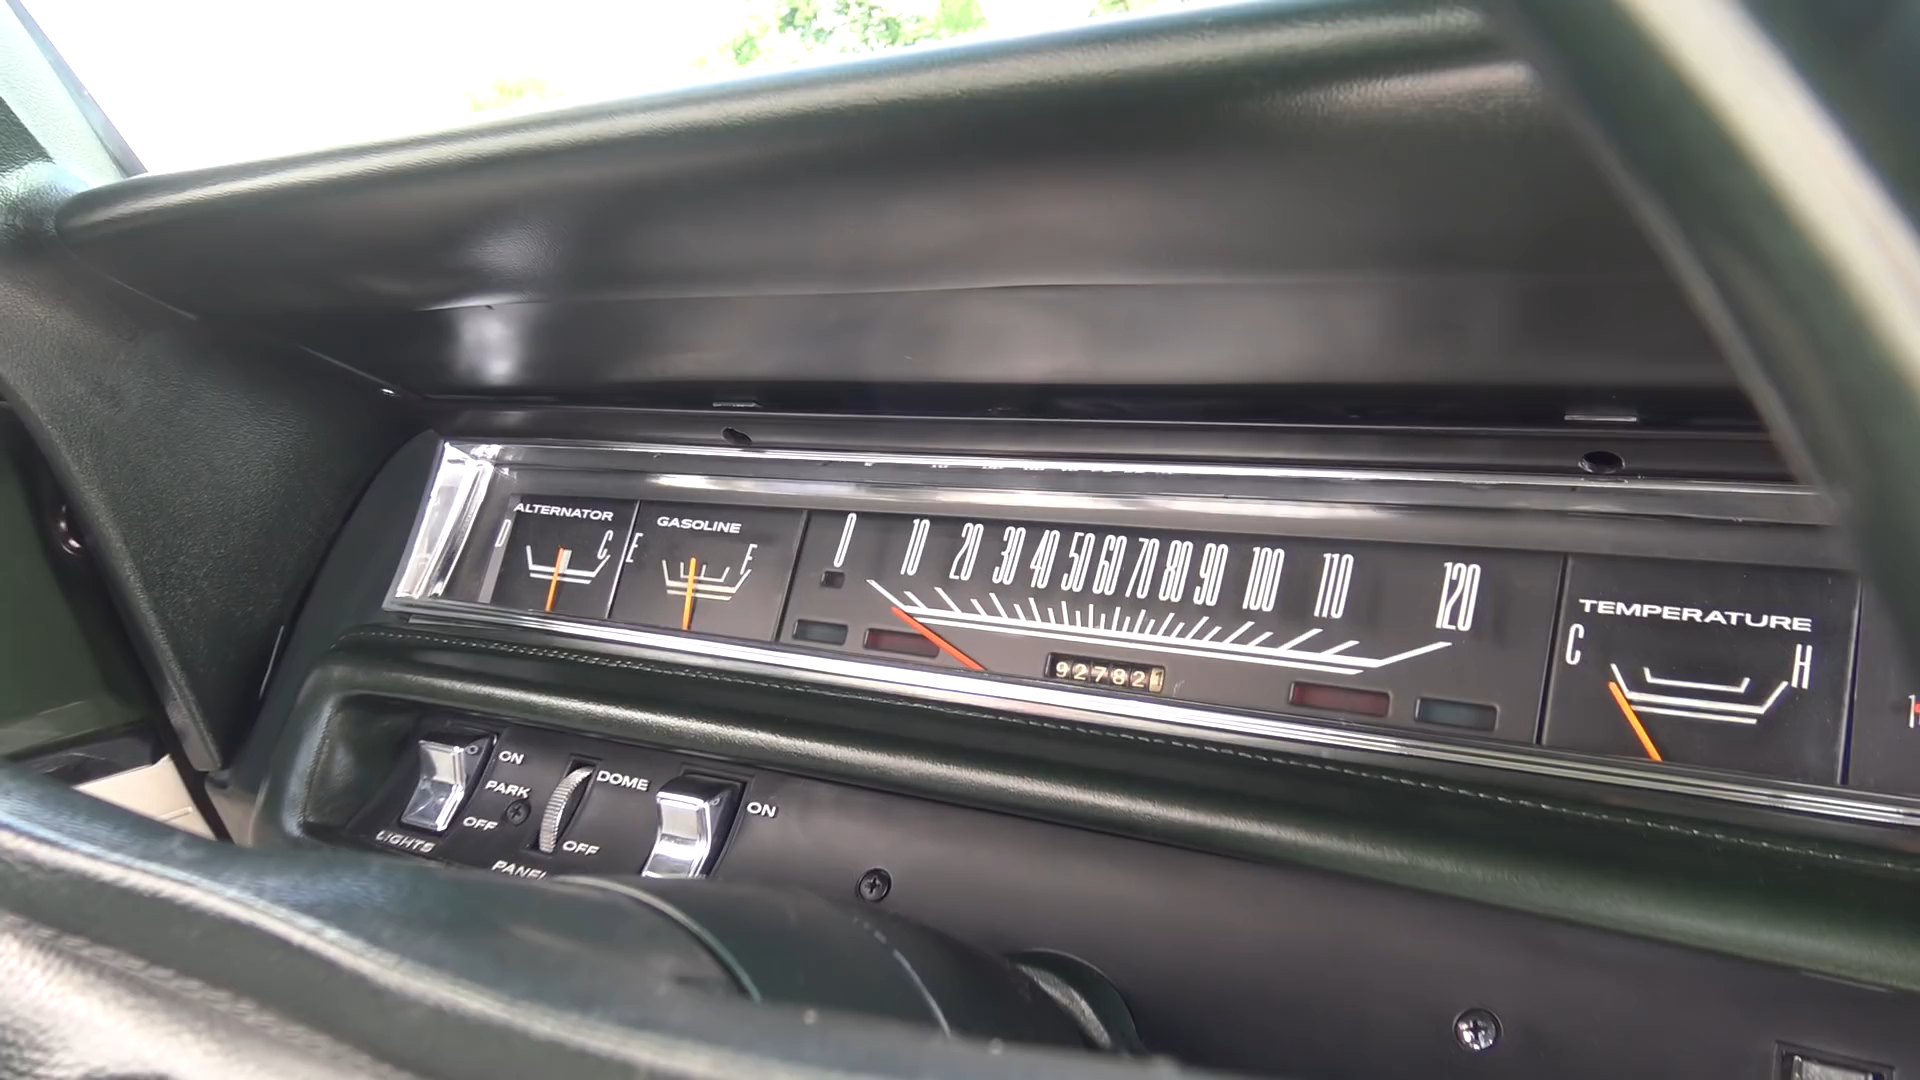 ALTERNATOR
D C
GASOLINE
E F
0 10 20 30 40 50 60 70 80 90 100 110 120
92782
TEMPERATURE
C H
ON
PARK
OFF
LIGHTS
DOME
OFF
PANEL
ON